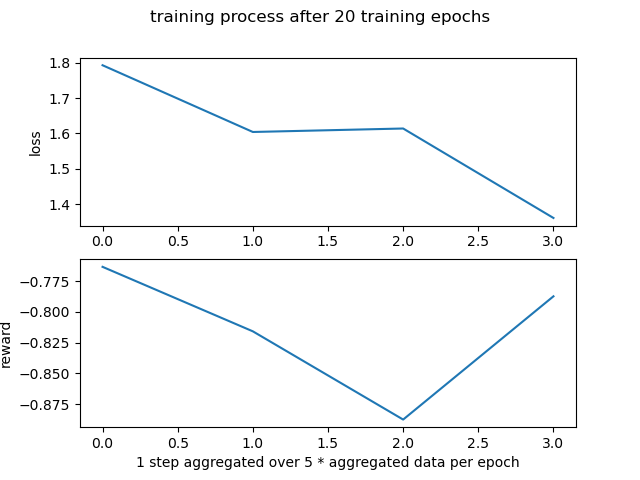 training process after 20 training epochs
1.8
1.7
1.6
1.5
1.4
loss
0.0 0.5 1.0 1.5 2.0 2.5 3.0
−0.775
−0.800
−0.825
−0.850
−0.875
reward
0.0 0.5 1.0 1.5 2.0 2.5 3.0
1 step aggregated over 5 * aggregated data per epoch